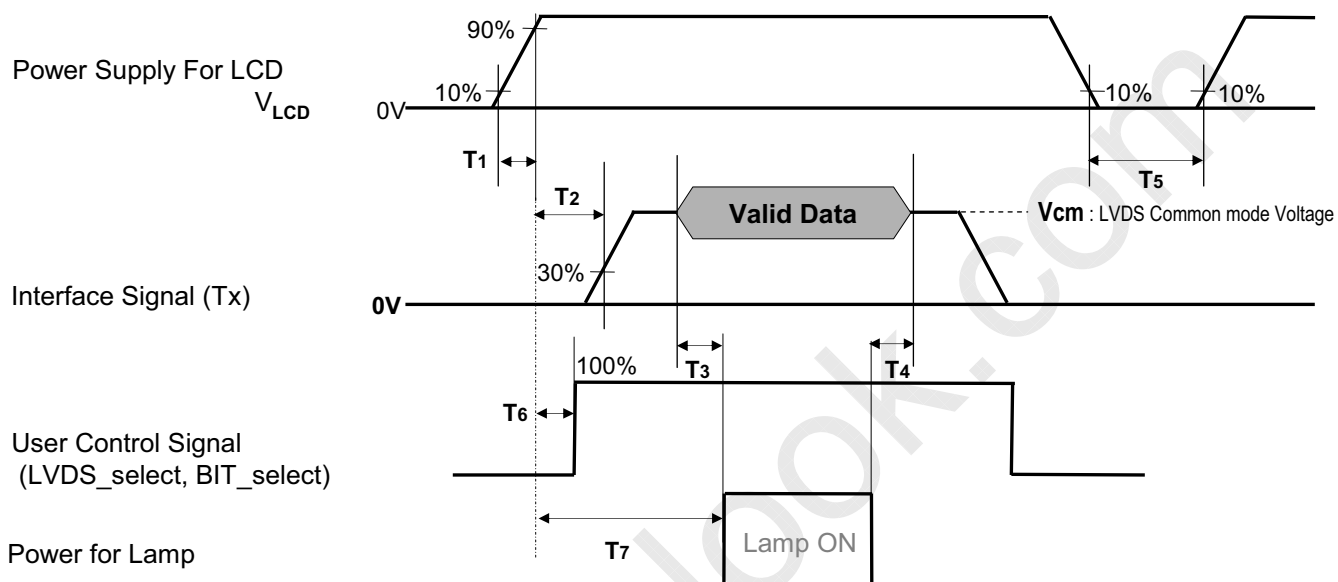 90%
Power Supply For LCD
VLCD
10%
10%
10%
0V
T1
T2
T5
Valid Data
Vcm : LVDS Common mode Voltage
30%
Interface Signal (Tx)
0V
T3
100%
T4
T6
User Control Signal
(LVDS_select, BIT_select)
T7
Lamp ON
Power for Lamp
look.com